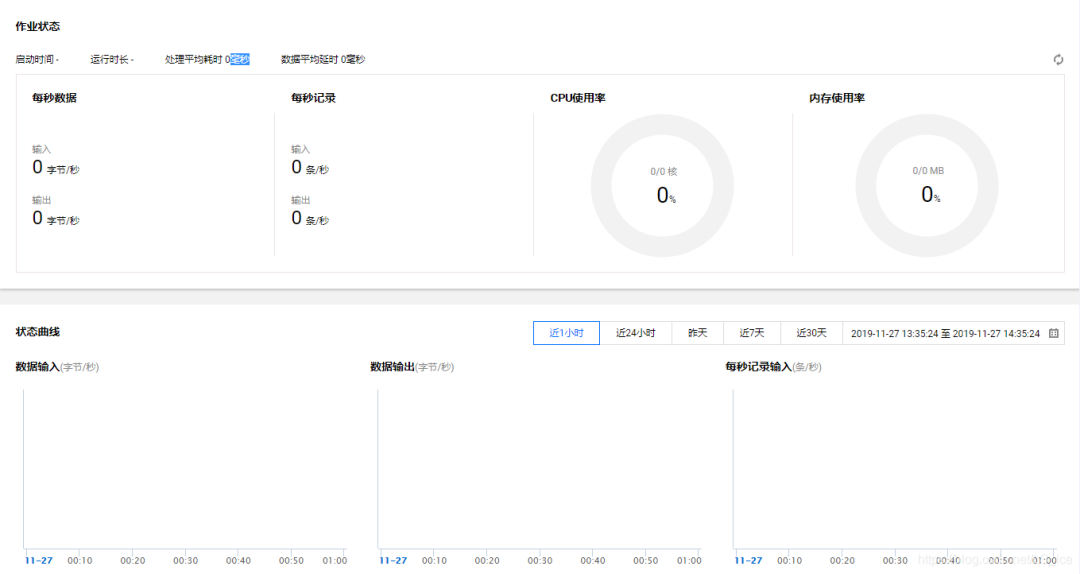 作业状态
启动时间 - 运行时长 - 处理平均耗时 0毫秒 数据平均延时 0毫秒
每秒数据 每秒记录 CPU使用率 内存使用率
输入 输入
0 字节/秒 0 条/秒 0/0 核 0/0 MB
0% 0%
输出 输出
0 字节/秒 0 条/秒
状态曲线 近1小时 近24小时 昨天 近7天 近30天 2019-11-27 13:35:24 至 2019-11-27 14:35:24
数据输入(字节/秒) 数据输出(字节/秒) 每秒记录输入(条/秒)
11-27 00:10 00:20 00:30 00:40 00:50 01:00 11-27 00:10 00:20 00:30 00:40 00:50 01:00 11-27 00:10 00:20 00:30 00:40 00:50 01:00